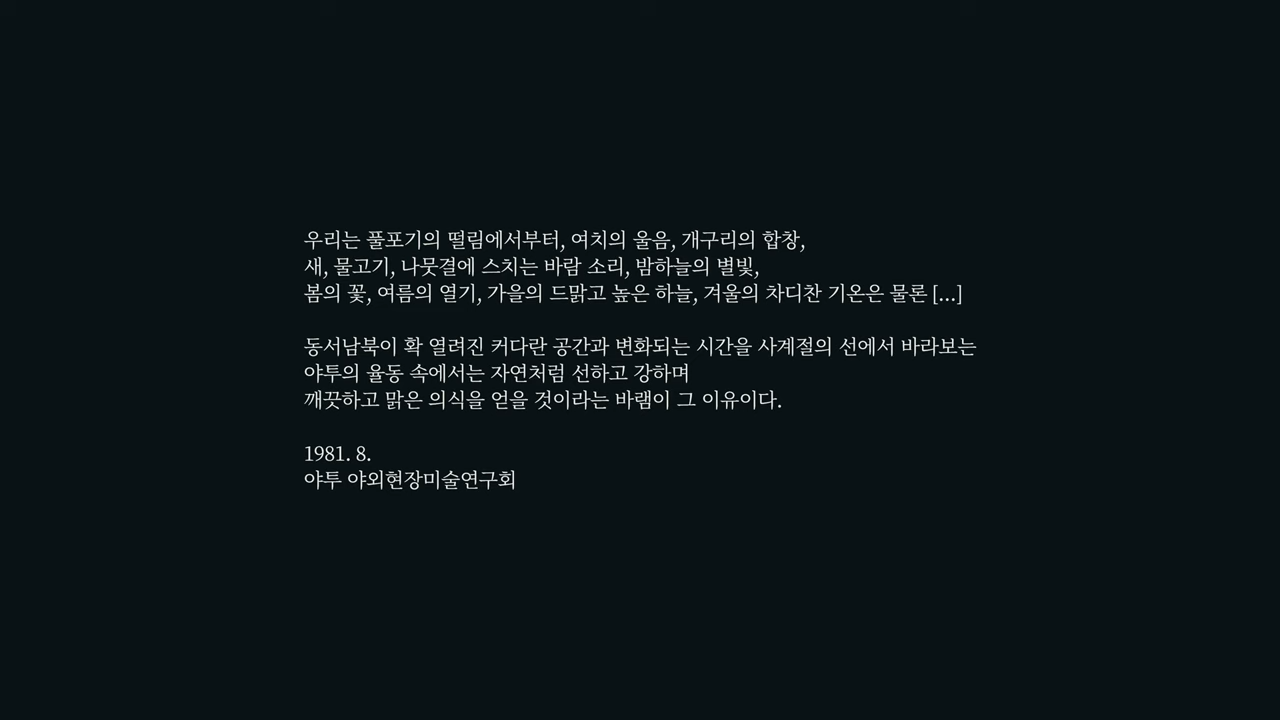 우리는 풀포기의 떨림에서부터, 여치의 울음, 개구리의 합창,
새, 물고기, 나뭇결에 스치는 바람 소리, 밤하늘의 별빛,
봄의 꽃, 여름의 열기, 가을의 드맑고 높은 하늘, 겨울의 차디찬 기온은 물론 [...]
동서남북이 확 열려진 커다란 공간과 변화되는 시간을 사계절의 선에서 바라보는
야투의 율동 속에서는 자연처럼 선하고 강하며
깨끗하고 맑은 의식을 얻을 것이라는 바램이 그 이유이다.
1981. 8.
야투 야외현장미술연구회